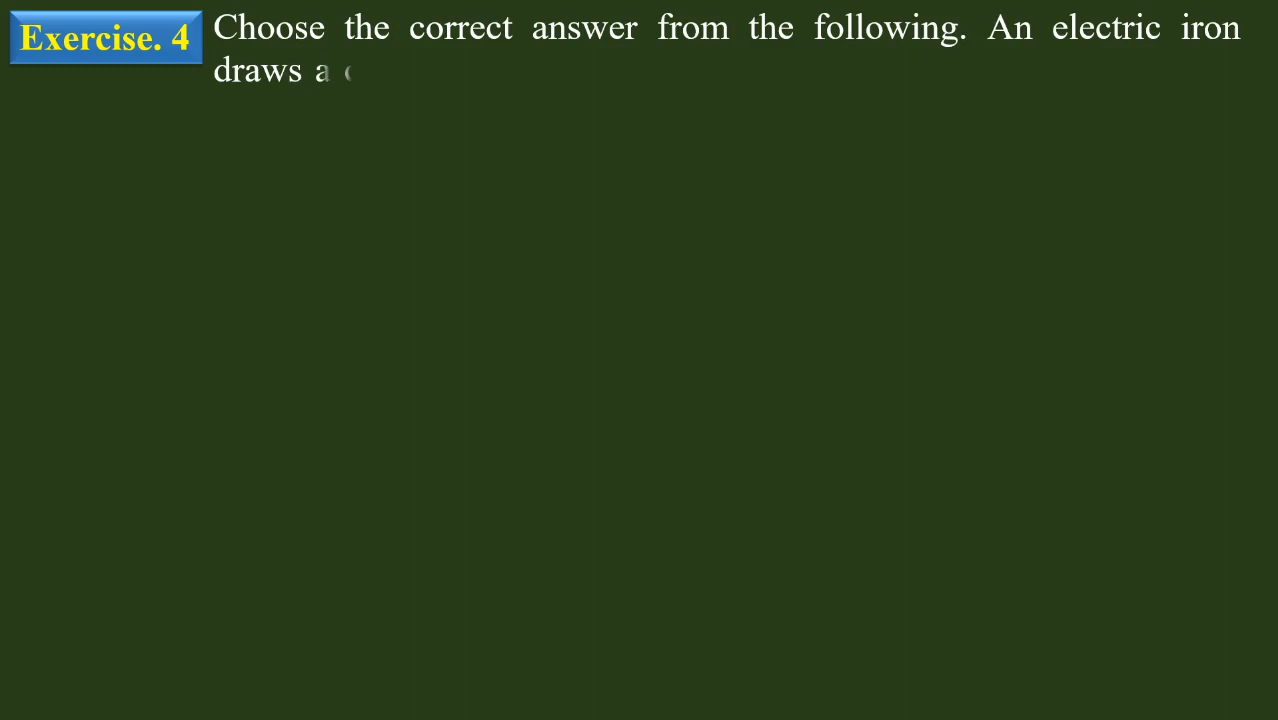 Exercise. 4
Choose the correct answer from the following. An electric iron
draws a